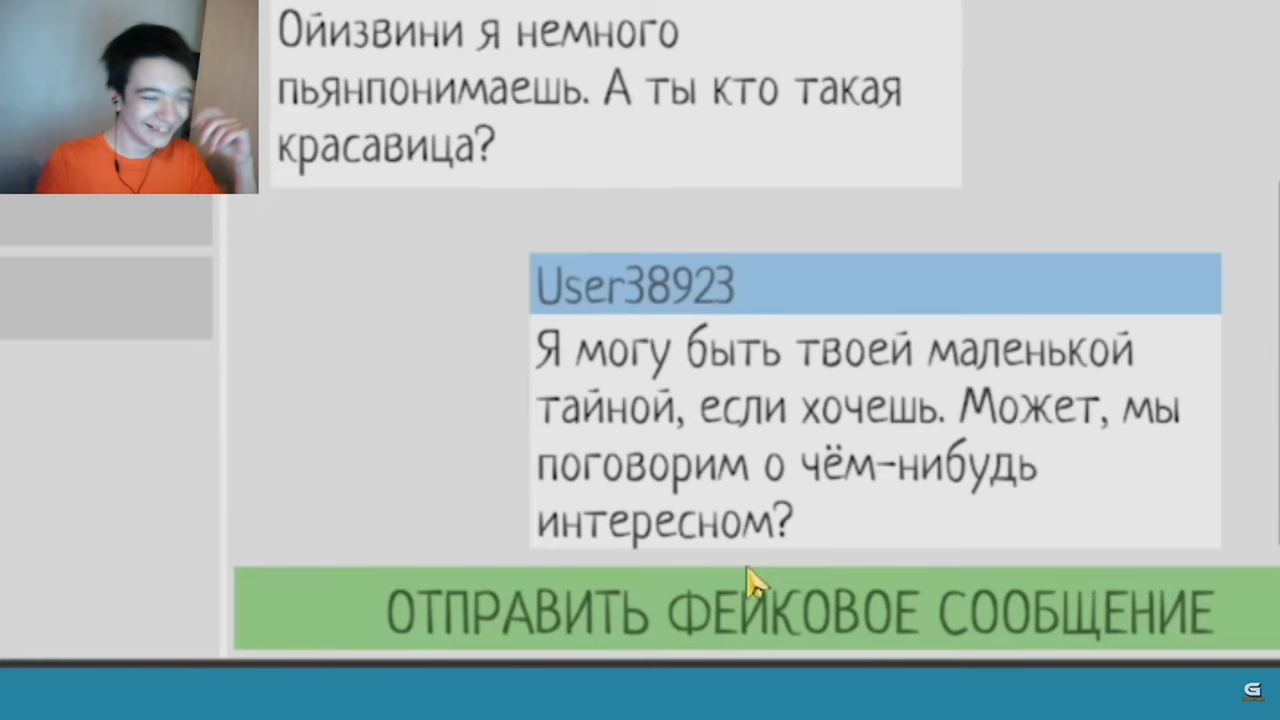 Ойизвини я немного
пьянпонимаешь. А ты кто такая
красавица?
User38923
Я могу быть твоей маленькой
тайной, если хочешь. Может, мы
поговорим о чём-нибудь
интересном?
ОТПРАВИТЬ ФЕЙКОВОЕ СООБЩЕНИЕ
G